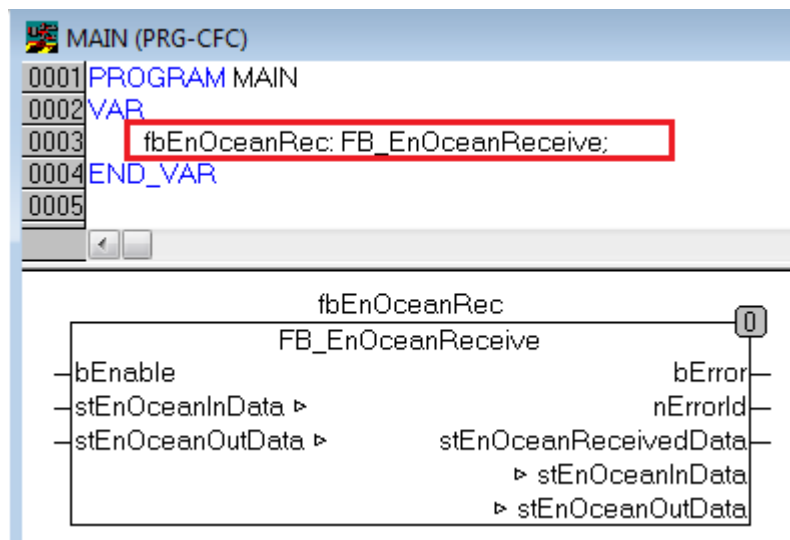 MAIN (PRG-CFC)
0001 PROGRAM MAIN
0002 VAR
0003 fbEnOceanRec: FB_EnOceanReceive;
0004 END_VAR
0005
fbEnOceanRec
0
FB_EnOceanReceive
bEnable bError
stEnOceanInData ▹ nErrorId
stEnOceanOutData ▹ stEnOceanReceivedData
▹ stEnOceanInData
▹ stEnOceanOutData